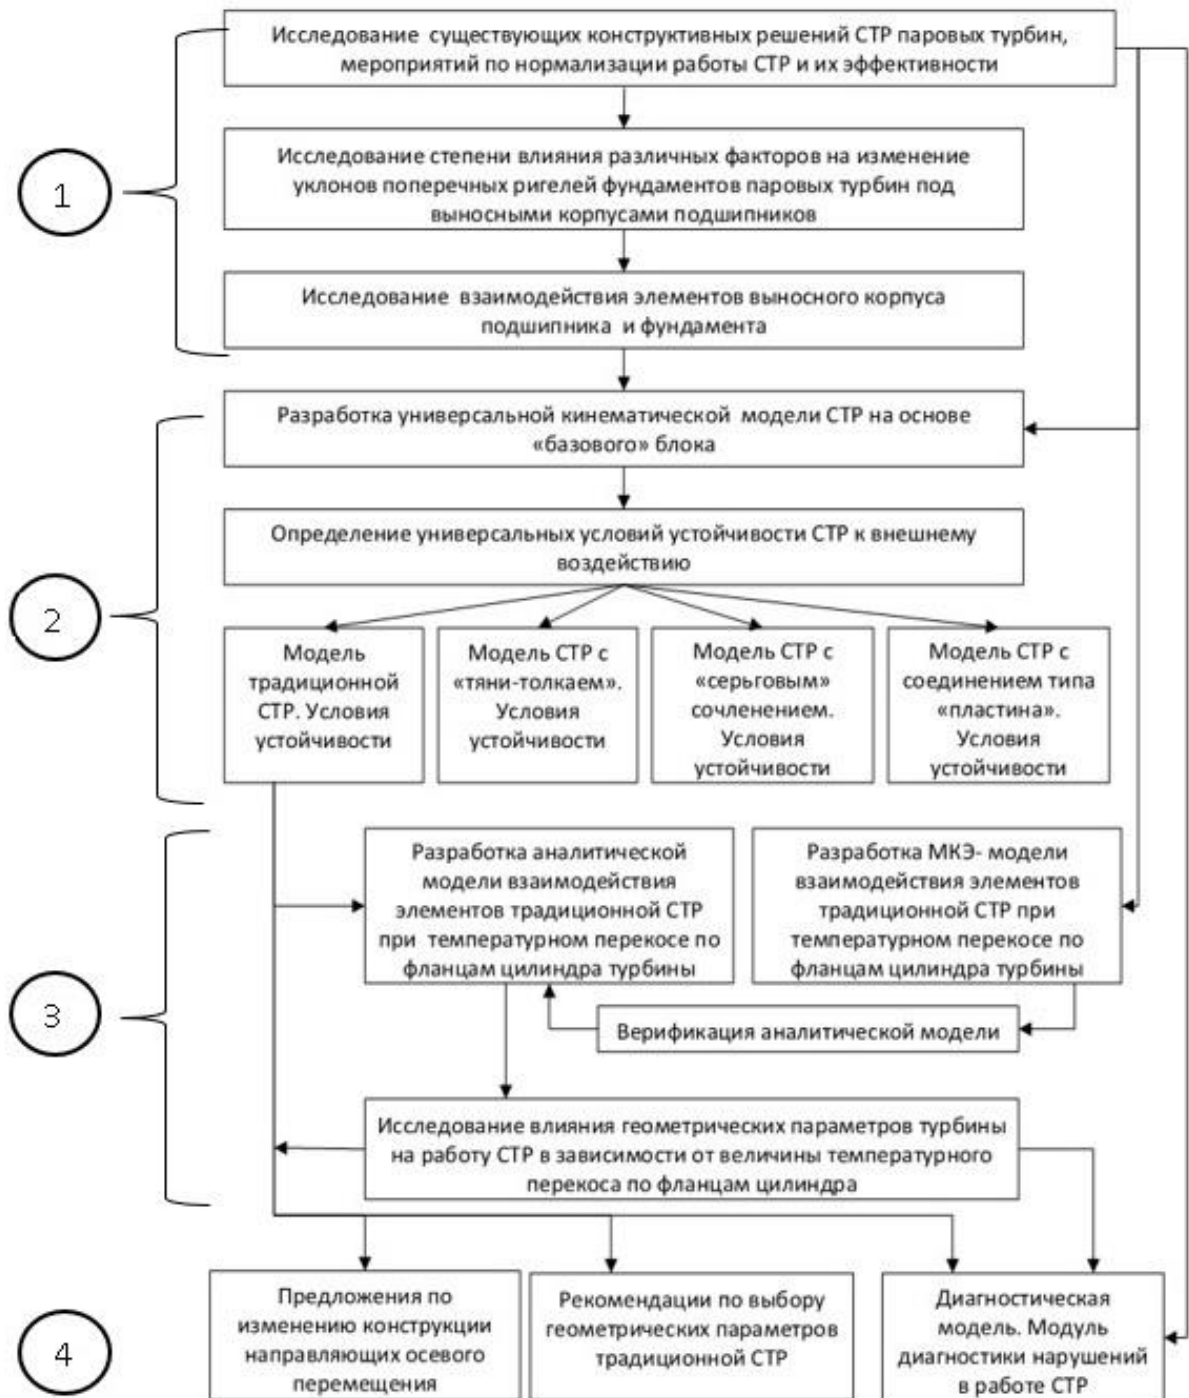 Исследование существующих конструктивных решений СТР паровых турбин,
мероприятий по нормализации работы СТР и их эффективности
1
Исследование степени влияния различных факторов на изменение
уклонов поперечных ригелей фундаментов паровых турбин под
выносными корпусами подшипников
Исследование взаимодействия элементов выносного корпуса
подшипника и фундамента
2
Разработка универсальной кинематической модели СТР на основе
«базового» блока
Определение универсальных условий устойчивости СТР к внешнему
воздействию
Модель
традиционной
СТР. Условия
устойчивости
Модель СТР с
«тяни-толкаем».
Условия
устойчивости
Модель СТР с
«серьговым»
сочленением.
Условия
устойчивости
Модель СТР с
соединением типа
«пластина».
Условия
устойчивости
3
Разработка аналитической
модели взаимодействия
элементов традиционной СТР
при температурном перекосе по
фланцам цилиндра турбины
Разработка МКЭ- модели
взаимодействия элементов
традиционной СТР при
температурном перекосе по
фланцам цилиндра турбины
Верификация аналитической модели
Исследование влияния геометрических параметров турбины
на работу СТР в зависимости от величины температурного
перекоса по фланцам цилиндра
4
Предложения по
изменению конструкции
направляющих осевого
перемещения
Рекомендации по выбору
геометрических параметров
традиционной СТР
Диагностическая
модель. Модуль
диагностики нарушений
в работе СТР